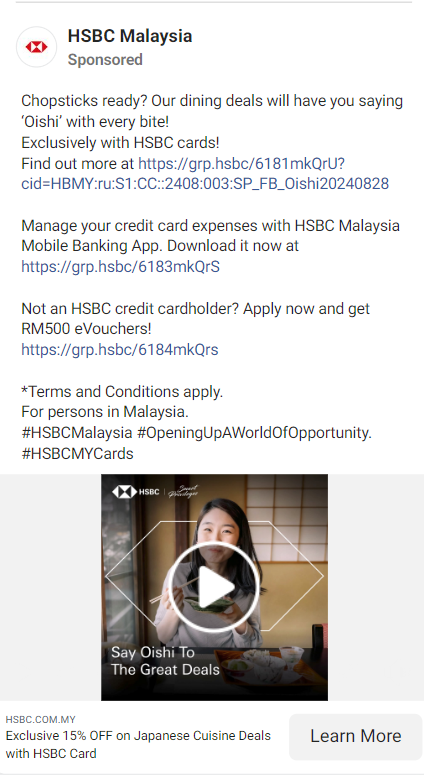 HSBC Malaysia
Sponsored
Chopsticks ready? Our dining deals will have you saying
‘Oishi’ with every bite!
Exclusively with HSBC cards!
Find out more at https://grp.hsbc/6181mkQrU?
cid=HBMY:ru:S1:CC::2408:003:SP_FB_Oishi20240828
Manage your credit card expenses with HSBC Malaysia
Mobile Banking App. Download it now at
https://grp.hsbc/6183mkQrS
Not an HSBC credit cardholder? Apply now and get
RM500 eVouchers!
https://grp.hsbc/6184mkQrs
*Terms and Conditions apply.
For persons in Malaysia.
#HSBCMalaysia #OpeningUpAWorldOfOpportunity.
#HSBCMYCards
HSBC | Smart Privileges
Say Oishi To
The Great Deals
HSBC.COM.MY
Exclusive 15% OFF on Japanese Cuisine Deals
with HSBC Card
Learn More